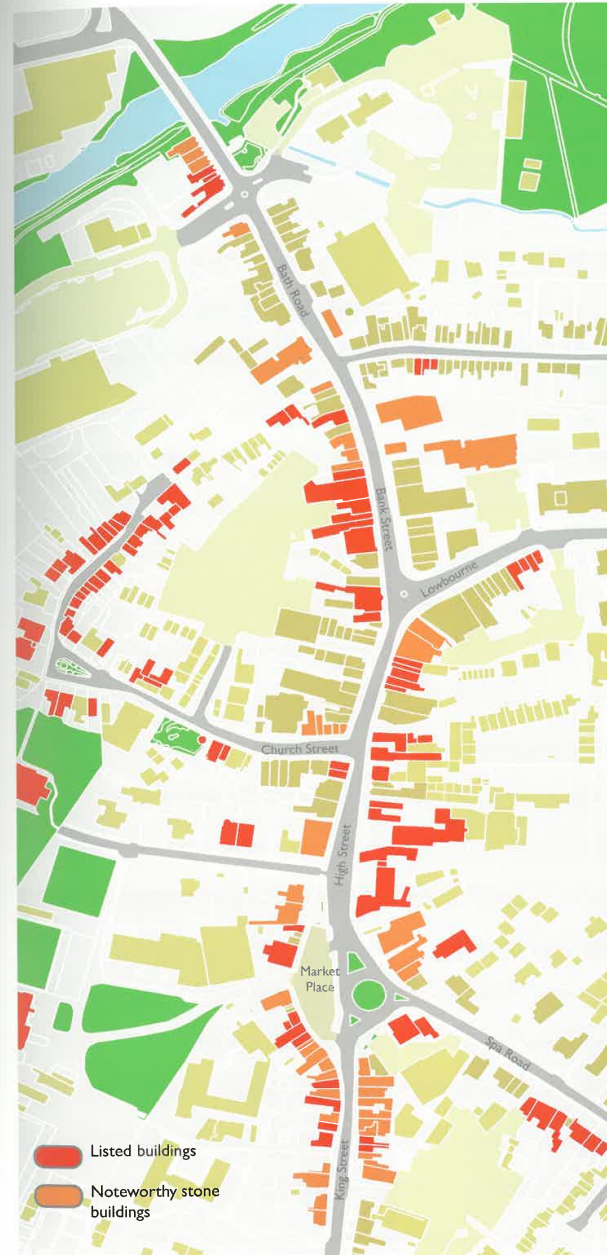 Bath Road
Bank Street
Lowbourne
Church Street
High Street
Market
Place
Spa Road
King Street
Listed buildings
Noteworthy stone
buildings